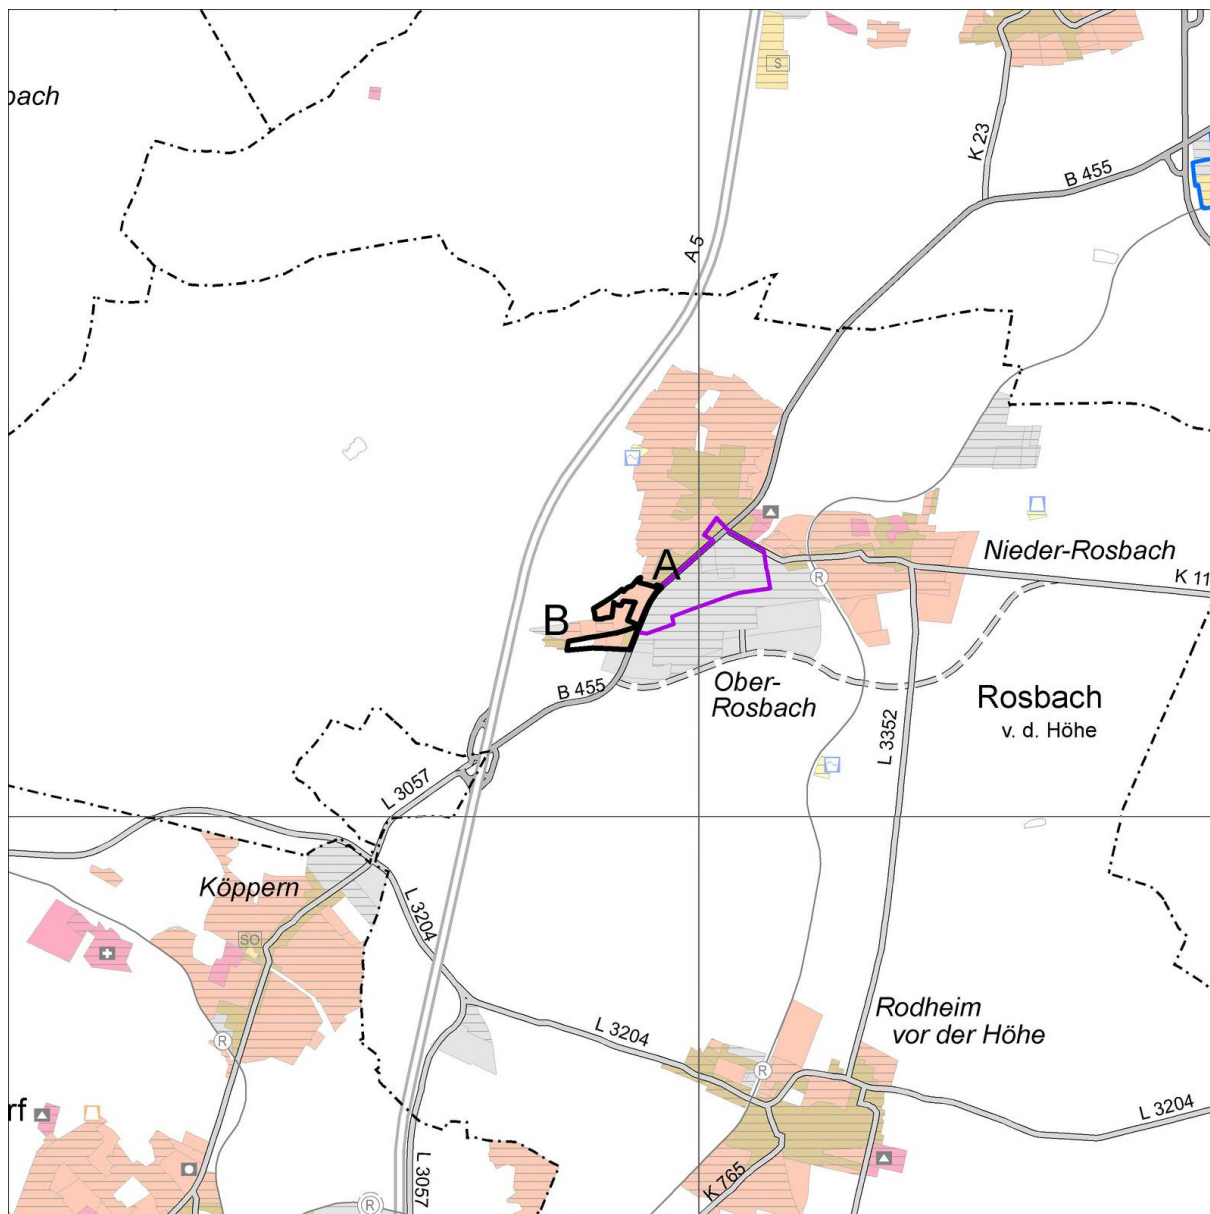 bach
S
K 23
B 455
A 5
A
Nieder-Rosbach
K 11
R
B
Ober-
Rosbach
B 455
Rosbach
v. d. Höhe
L 3352
L 3057
Köppern
L 3204
SO
Rodheim
vor der Höhe
L 3204
R
R
rf
L 3204
L 3057
K 765
R